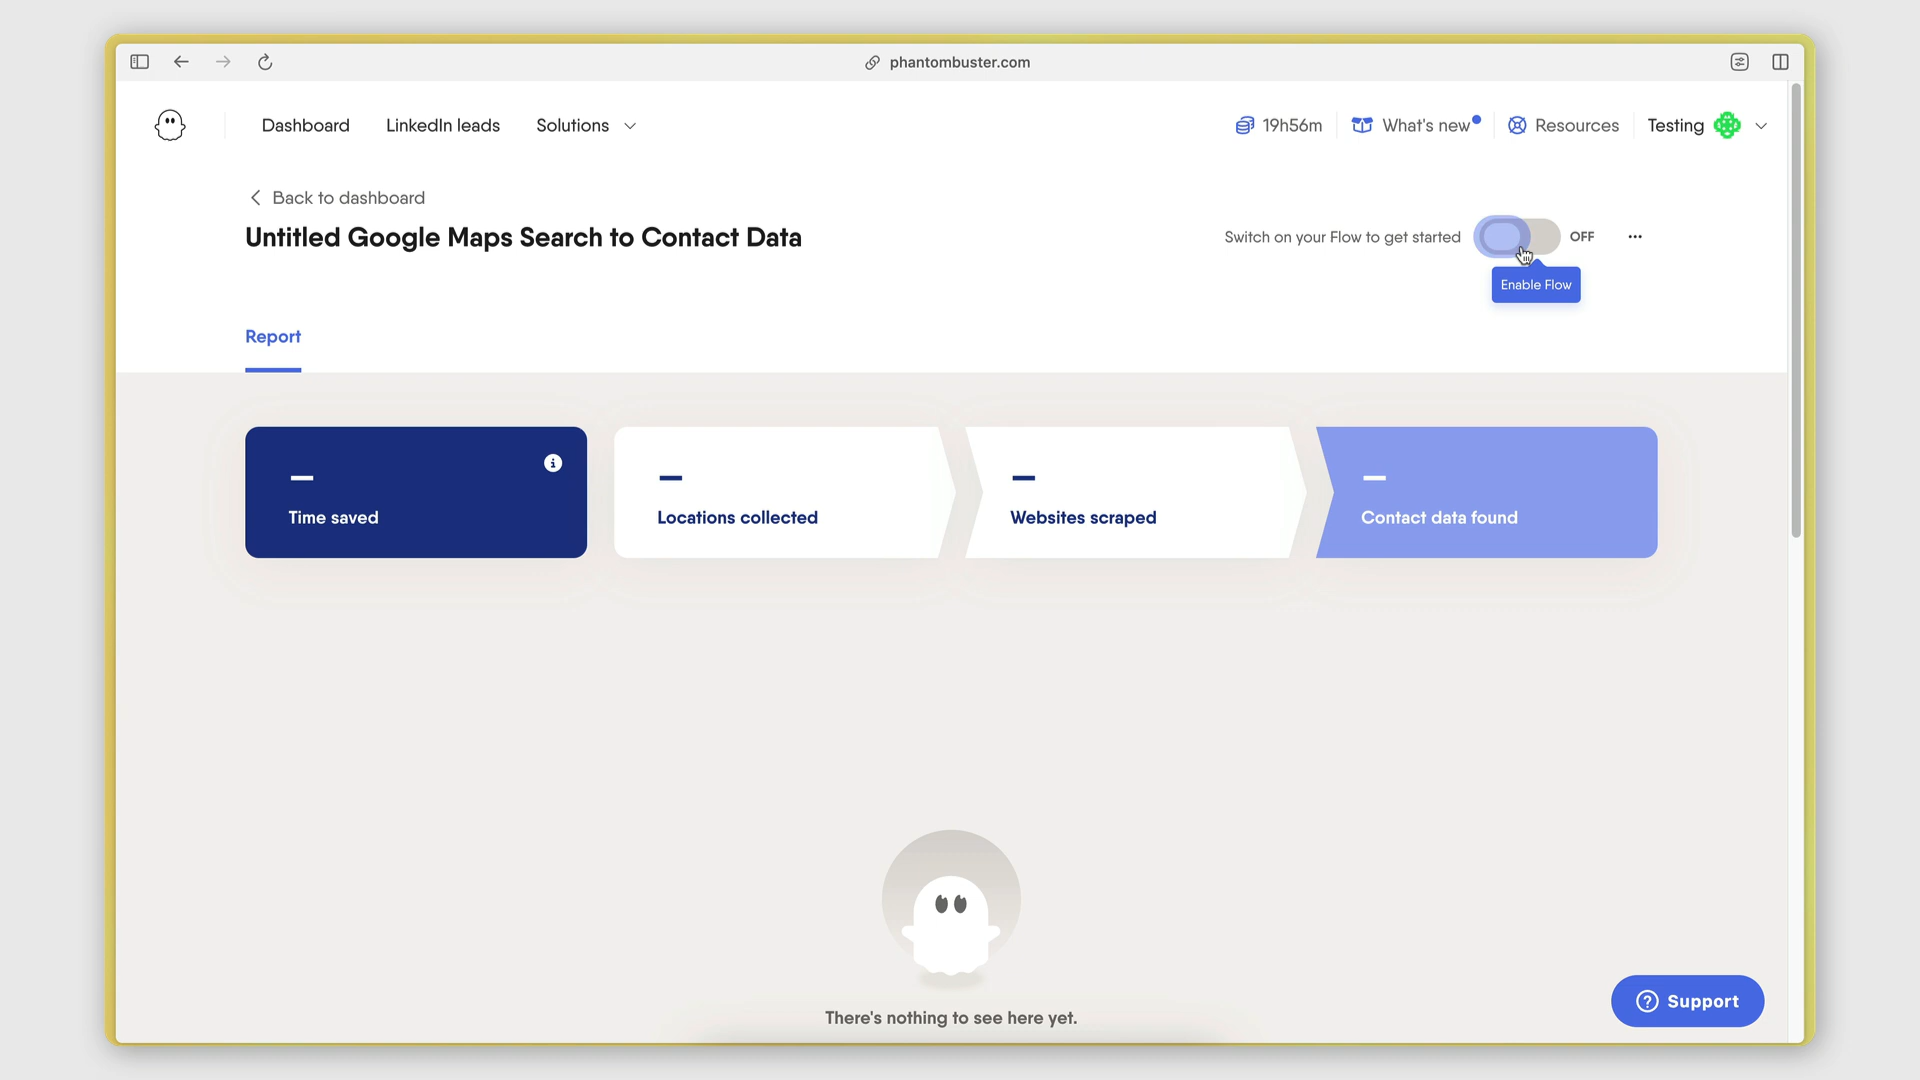 phantombuster.com
Dashboard
LinkedIn leads
Solutions
19h56m
What's new
Resources
Testing
Back to dashboard
Untitled Google Maps Search to Contact Data
Switch on your Flow to get started
OFF
Enable Flow
Report
Time saved
Locations collected
Websites scraped
Contact data found
There's nothing to see here yet.
Support